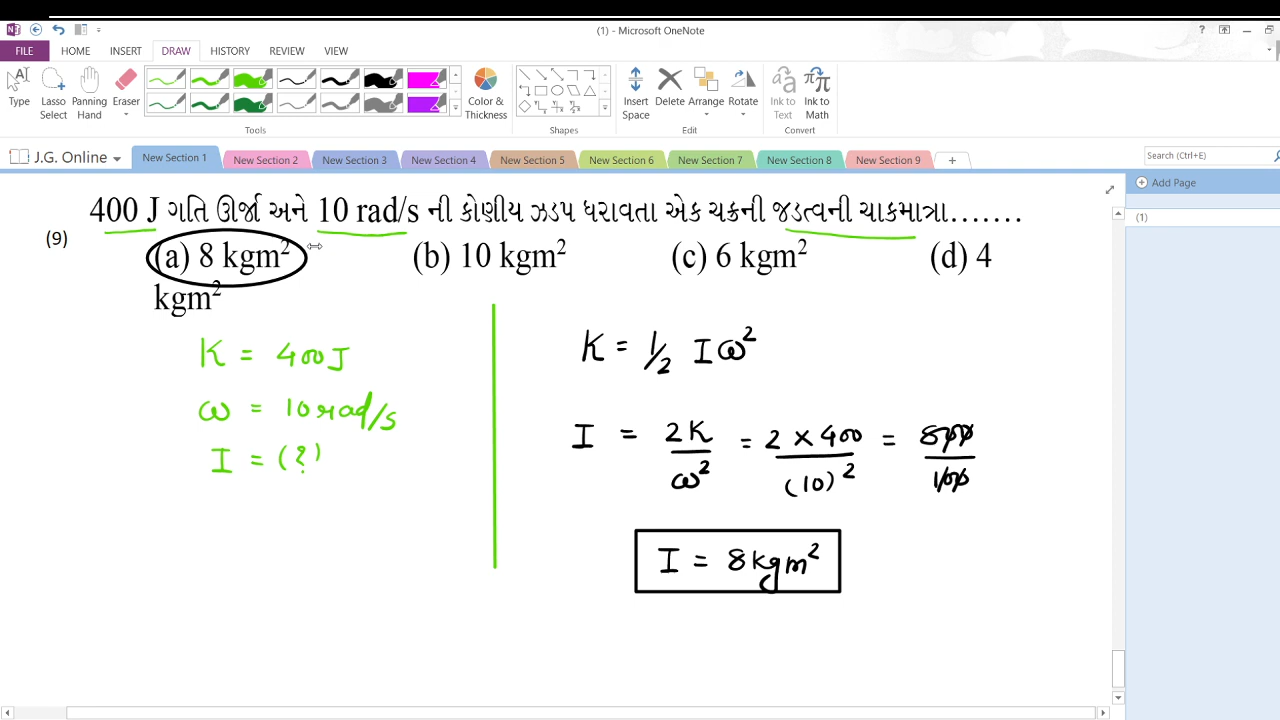 (1) - Microsoft OneNote
FILE HOME INSERT DRAW HISTORY REVIEW VIEW
Type Lasso Select Panning Hand Eraser Color & Thickness Insert Space Delete Arrange Rotate Ink to Text Ink to Math
Tools Shapes Edit Convert
J.G. Online New Section 1 New Section 2 New Section 3 New Section 4 New Section 5 New Section 6 New Section 7 New Section 8 New Section 9 Search (Ctrl+E)
Add Page
(1)
400 J ગતિ ઊર્જા અને 10 rad/s ની કોણીય ઝડપ ધરાવતા એક ચક્રની જડત્વની ચાકમાત્રા.......
(9)
(a) 8 kgm² (b) 10 kgm² (c) 6 kgm² (d) 4
kgm²
K = 400J
ω = 10 rad/s
I = (?)
K = 1/2 Iω²
I = 2K/ω² = 2 × 400/(10)² = 800/100
I = 8 kgm²